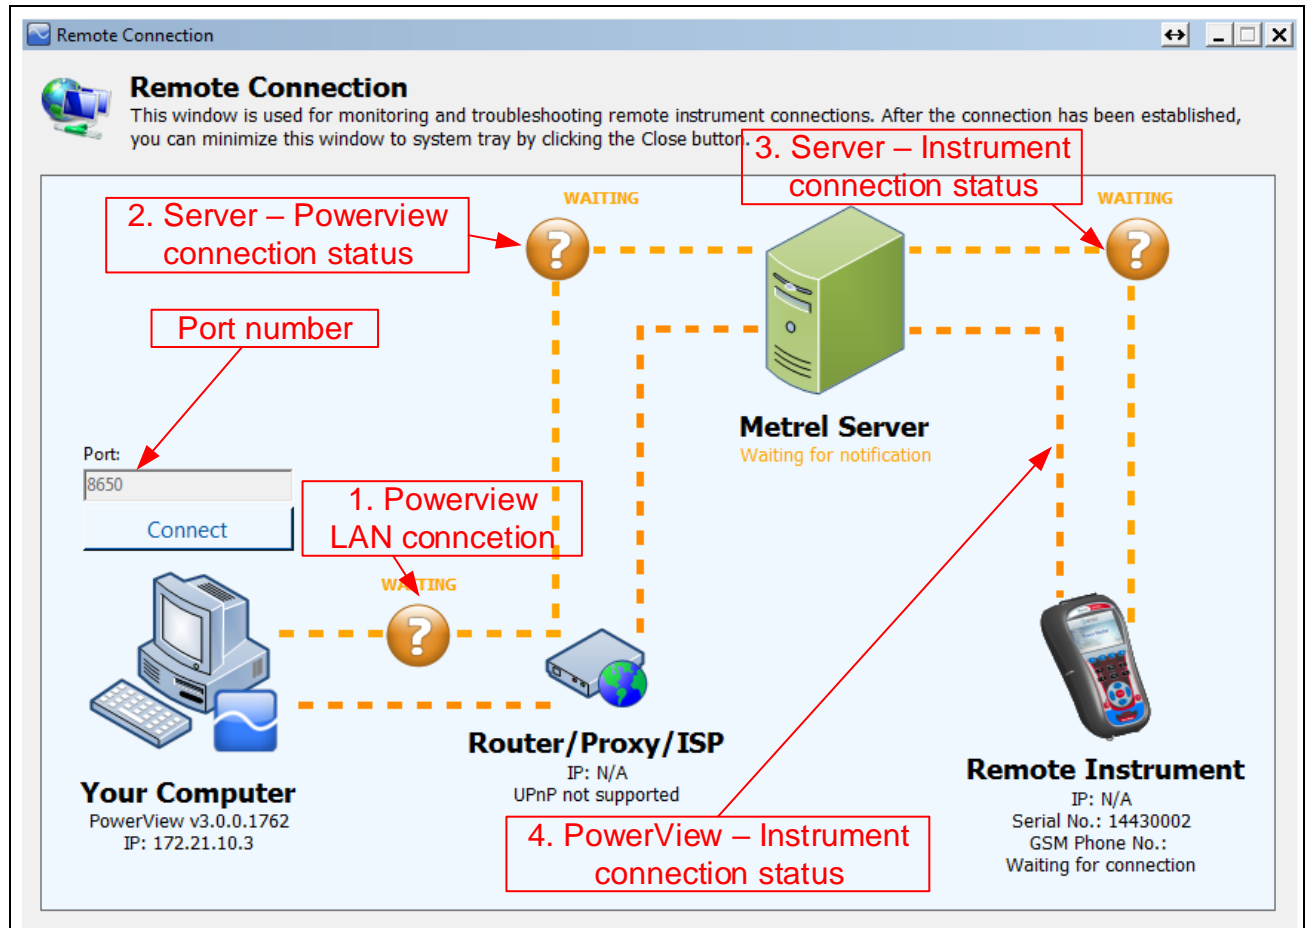 Remote Connection
Remote Connection
This window is used for monitoring and troubleshooting remote instrument connections. After the connection has been established,
you can minimize this window to system tray by clicking the Close button.
3. Server – Instrument
connection status
WAITING
WAITING
2. Server – Powerview
connection status
Port number
Metrel Server
Waiting for notification
Port:
8650
Connect
1. Powerview
LAN conncetion
WAITING
Router/Proxy/ISP
IP: N/A
UPnP not supported
Your Computer
PowerView v3.0.0.1762
IP: 172.21.10.3
Remote Instrument
IP: N/A
Serial No.: 14430002
GSM Phone No.:
Waiting for connection
4. PowerView – Instrument
connection status